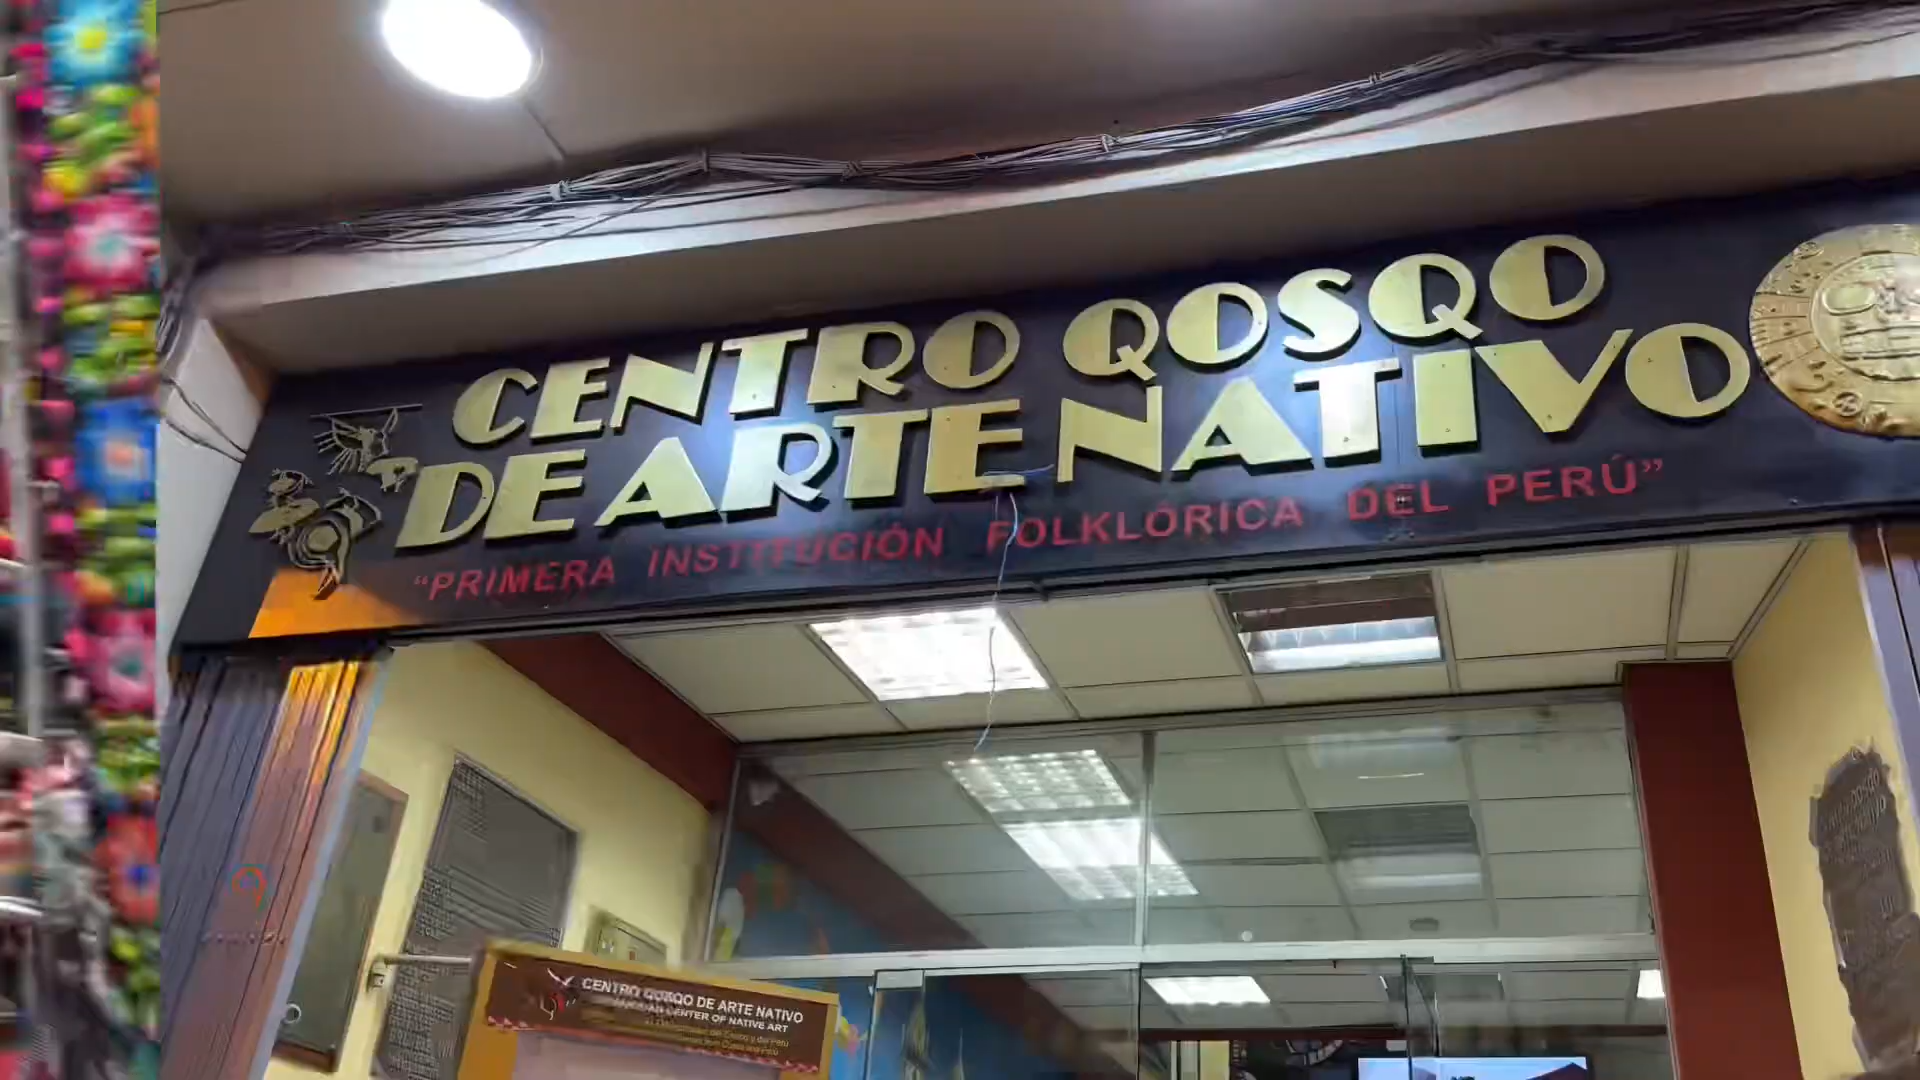 CENTRO QOSQO
DE ARTE NATIVO
“PRIMERA INSTITUCIÓN FOLKLÓRICA DEL PERÚ”
CENTRO QOSQO DE ARTE NATIVO
CENTER OF NATIVE ART